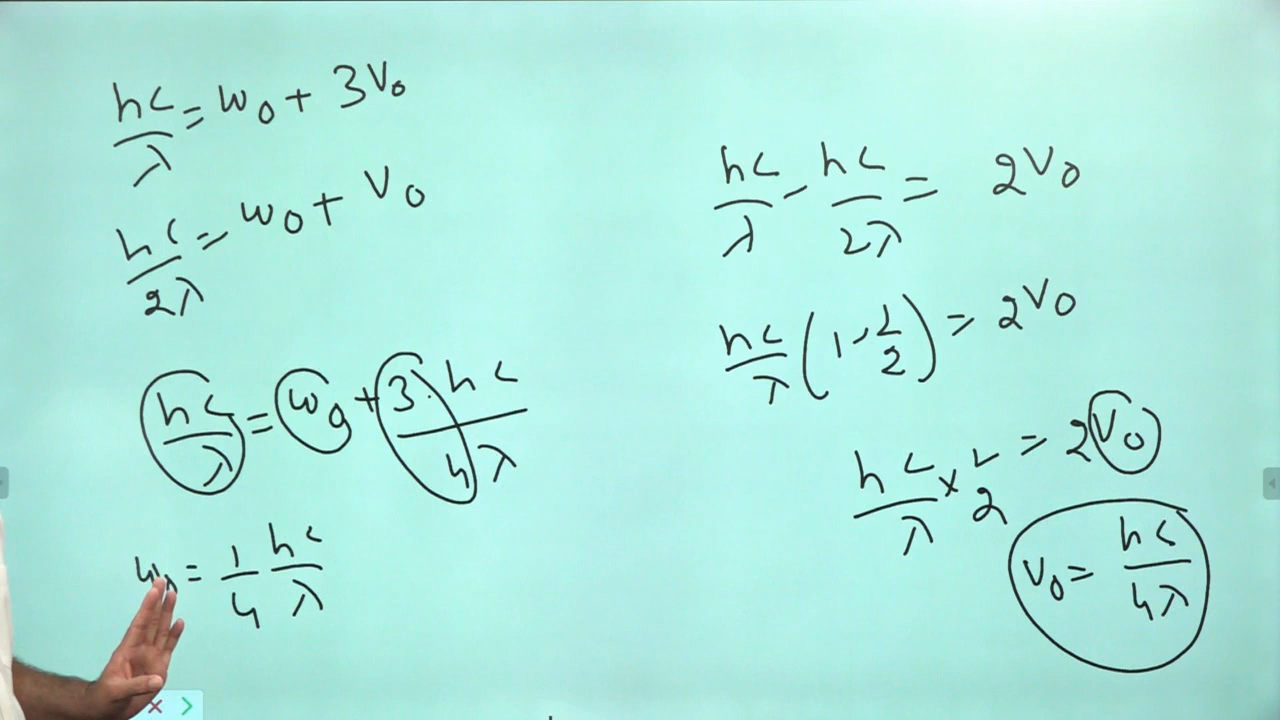 hc/λ = w0 + 3V0
hc/2λ = w0 + V0
hc/λ = w0 + 3·hc/4λ
= 1/4 hc/λ
hc/λ - hc/2λ = 2V0
hc/λ (1 - 1/2) = 2V0
hc/λ × 1/2 = 2V0
V0 = hc/4λ